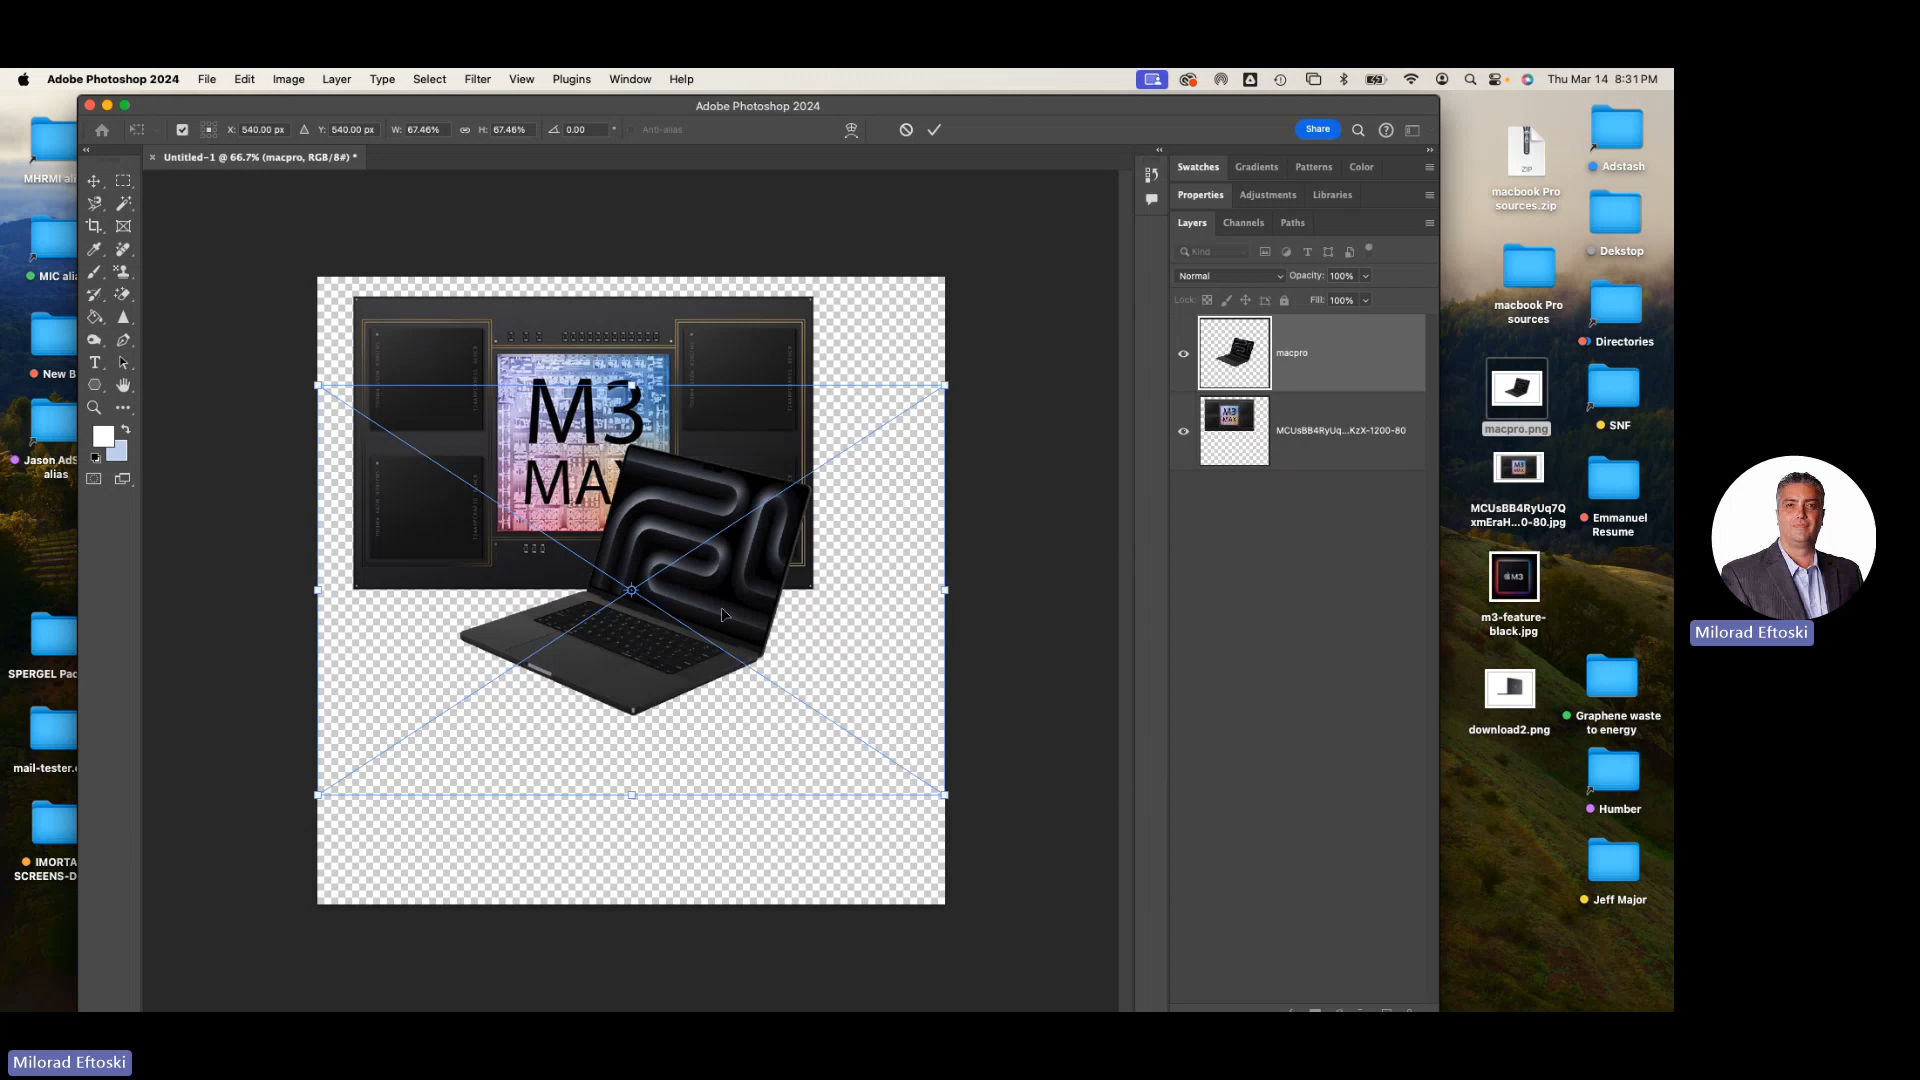 Adobe Photoshop 2024 File Edit Image Layer Type Select Filter View Plugins Window Help Thu Mar 14 8:31 PM
Adobe Photoshop 2024
X: 540.00 px Y: 540.00 px W: 67.46% H: 67.46% 0.00 ° Anti-alias Share
Untitled-1 @ 66.7% (macpro, RGB/8#) *
Swatches Gradients Patterns Color
Properties Adjustments Libraries
Layers Channels Paths
Kind
Normal Opacity: 100%
Lock: Fill: 100%
macpro
MCUsBB4RyUq...KzX-1200-80
M3
MAX
MHRMI
MIC
New B
Jason AdS
alias
SPERGEL Pac
mail-tester.
IMORTA
SCREENS-D
ZIP
macbook Pro
sources.zip
macbook Pro
sources
macpro.png
M3
MAX
MCUsBB4RyUq7Q
xmEraH...0-80.jpg
M3
m3-feature-
black.jpg
download2.png
Adstash
Dekstop
Directories
SNF
Emmanuel
Resume
Graphene waste
to energy
Humber
Jeff Major
Milorad Eftoski
Milorad Eftoski